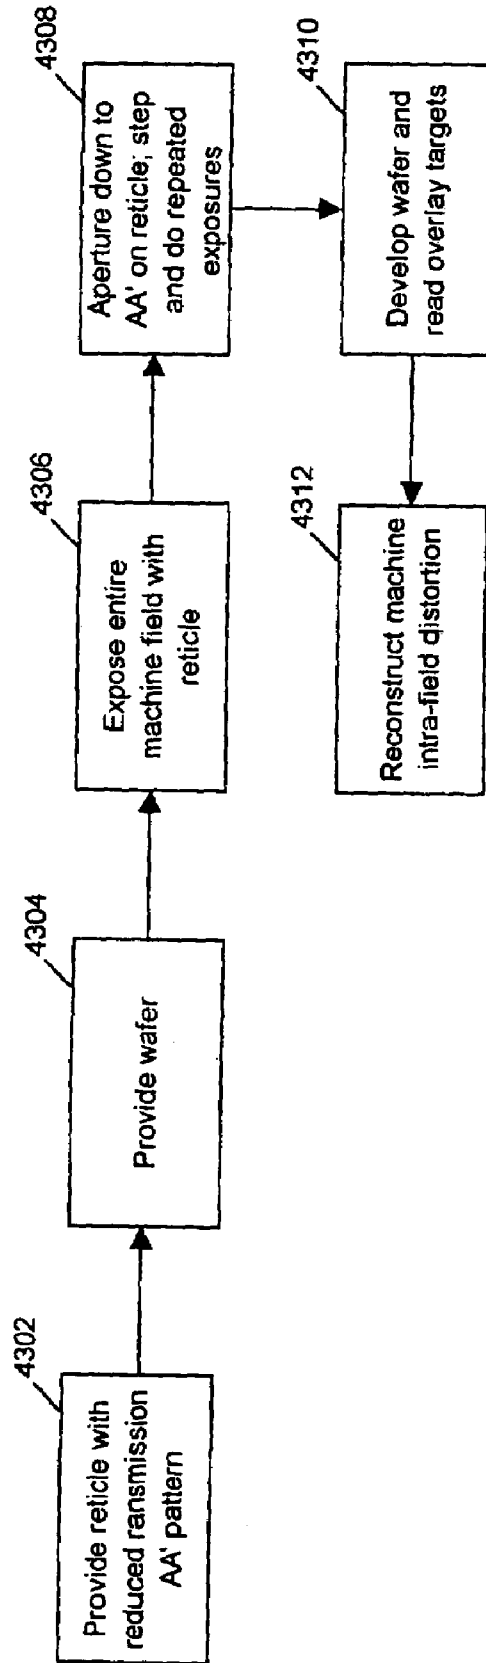 4302
Provide reticle with
reduced ransmission
AA' pattern
4304
Provide wafer
4306
Expose entire
machine field with
reticle
4308
Aperture down to
AA' on reticle; step
and do repeated
exposures
4310
Develop wafer and
read overlay targets
4312
Reconstruct machine
intra-field distortion